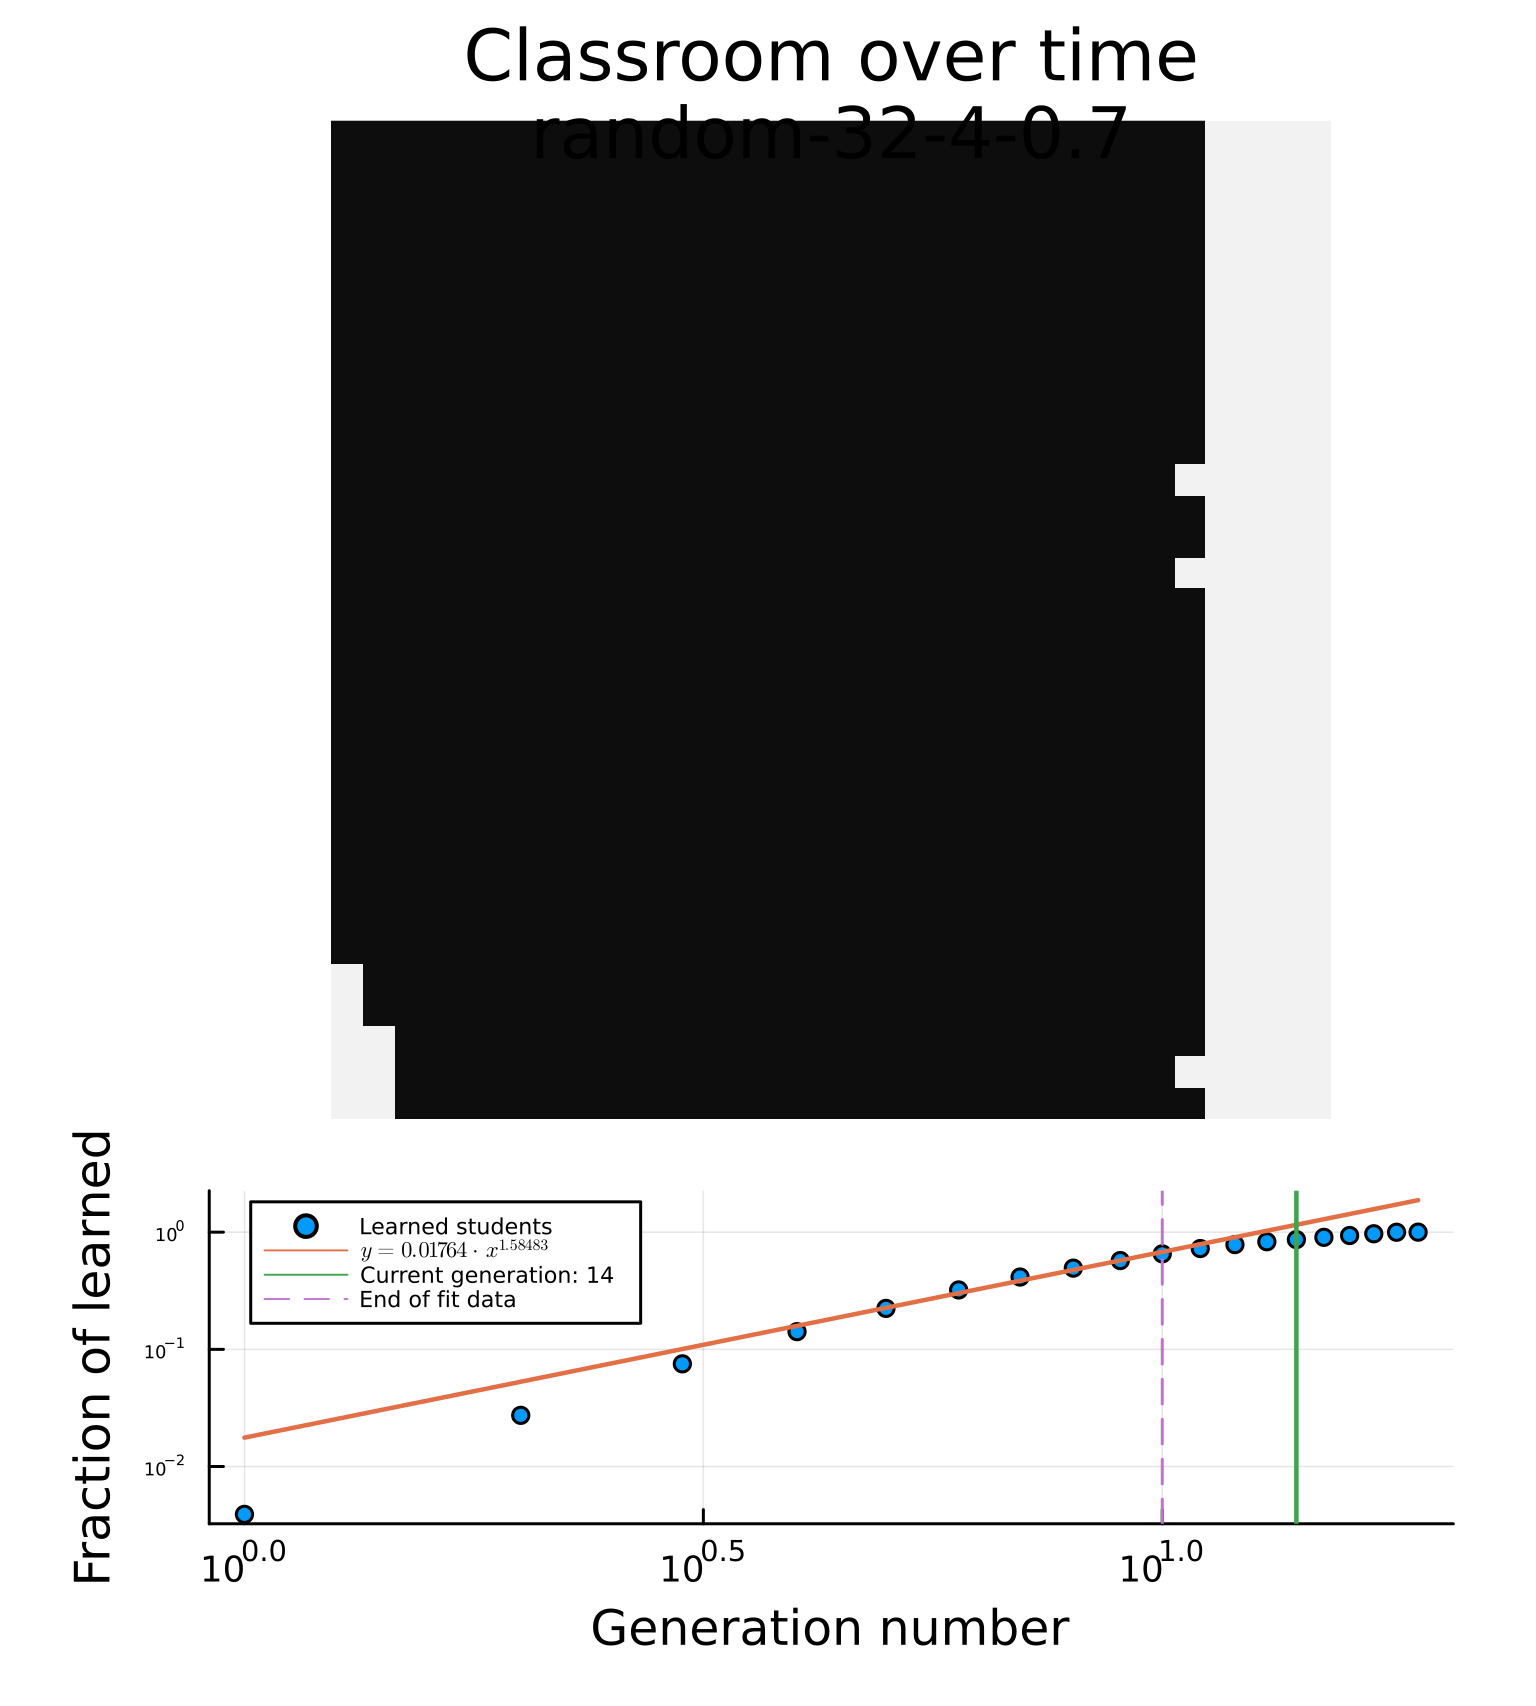 Classroom over time
random-32-4-0.7
Fraction of learned
10^0
10^−1
10^−2
Learned students
y = 0.01764 · x^1.58483
Current generation: 14
End of fit data
10^0.0
10^0.5
10^1.0
Generation number